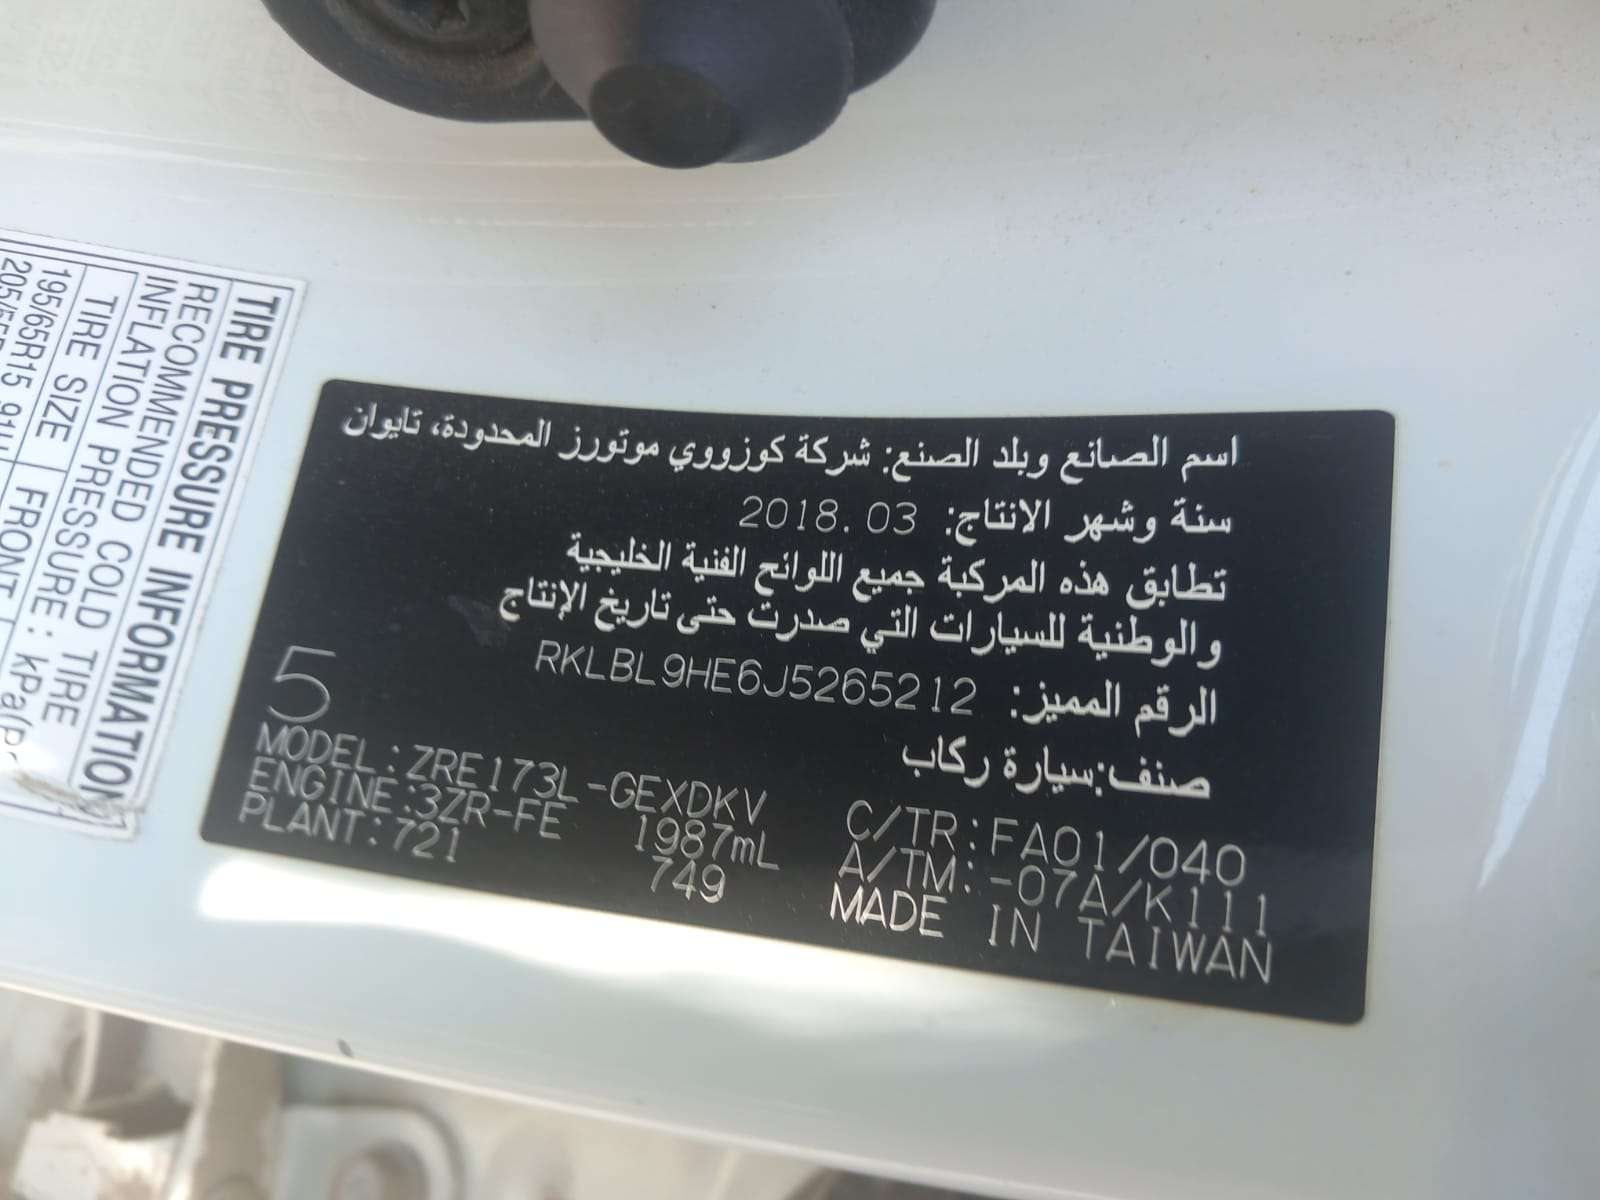 اسم الصانع وبلد الصنع: شركة كوزووي موتورز المحدودة، تايوان
سنة وشهر الانتاج: 2018.03
تطابق هذه المركبة جميع اللوائح الفنية الخليجية
والوطنية للسيارات التي صدرت حتى تاريخ الإنتاج
الرقم المميز: RKLBL9HE6J5265212
صنف:سيارة ركاب
5
MODEL:ZRE173L-GEXDKV C/TR:FA01/040
ENGINE:3ZR-FE 1987mL A/TM:-07A/K111
PLANT:721 749 MADE IN TAIWAN
TIRE PRESSURE INFORMATION
RECOMMENDED COLD TIRE
INFLATION PRESSURE: kPa
TIRE SIZE FRONT
195/65R15